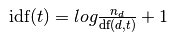 idf(t) = log n_d / df(d,t) + 1